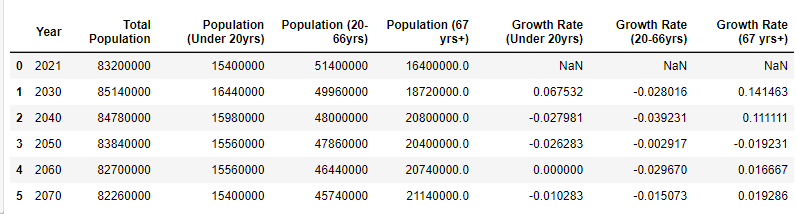 Year Total Population Population (Under 20yrs) Population (20-66yrs) Population (67 yrs+) Growth Rate (Under 20yrs) Growth Rate (20-66yrs) Growth Rate (67 yrs+)
0 2021 83200000 15400000 51400000 16400000.0 NaN NaN NaN
1 2030 85140000 16440000 49960000 18720000.0 0.067532 -0.028016 0.141463
2 2040 84780000 15980000 48000000 20800000.0 -0.027981 -0.039231 0.111111
3 2050 83840000 15560000 47860000 20400000.0 -0.026283 -0.002917 -0.019231
4 2060 82700000 15560000 46440000 20740000.0 0.000000 -0.029670 0.016667
5 2070 82260000 15400000 45740000 21140000.0 -0.010283 -0.015073 0.019286